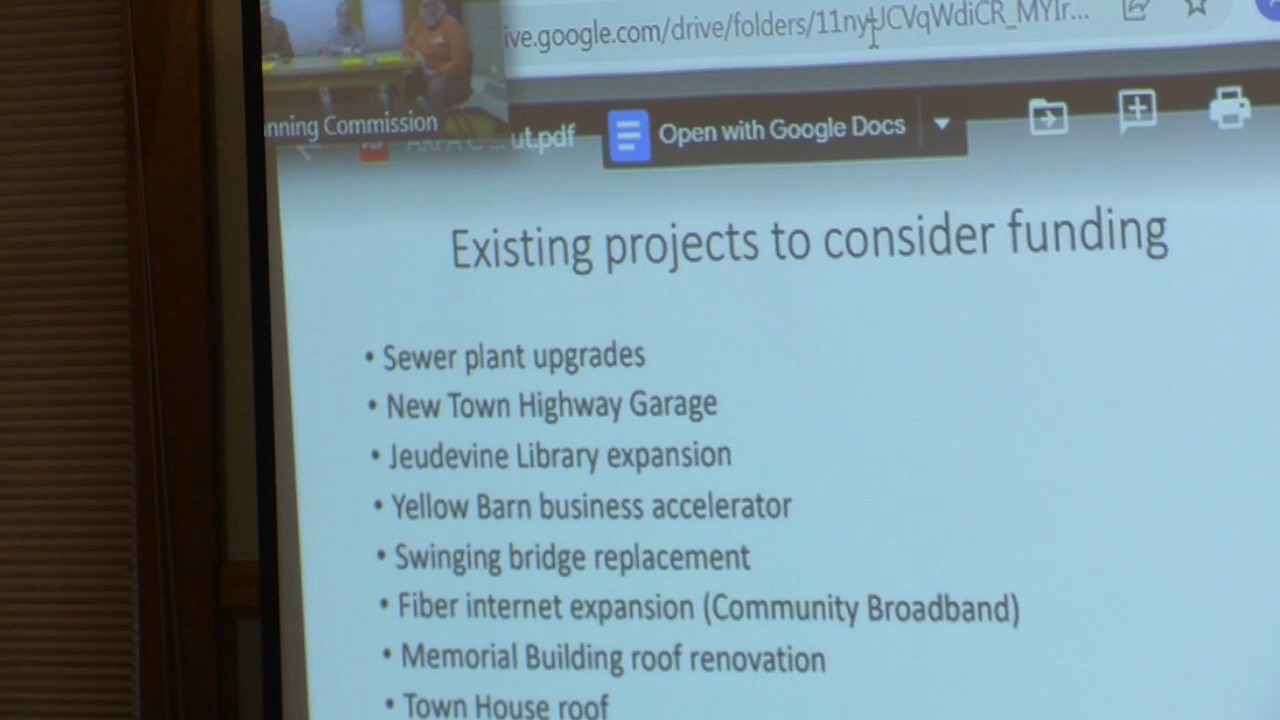 ive.google.com/drive/folders/11ny
nning Commission
ut.pdf
Open with Google Docs
Existing projects to consider funding
• Sewer plant upgrades
• New Town Highway Garage
• Jeudevine Library expansion
• Yellow Barn business accelerator
• Swinging bridge replacement
• Fiber internet expansion (Community Broadband)
• Memorial Building roof renovation
• Town House roof